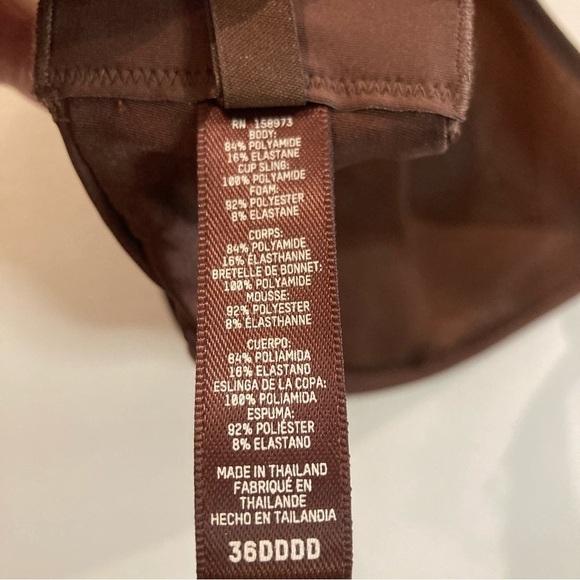 RN 158973
BODY:
84% POLYAMIDE
16% ELASTANE
CUP SLING:
100% POLYAMIDE
FOAM:
92% POLYESTER
8% ELASTANE
CORPS:
84% POLYAMIDE
16% ÉLASTHANNE
BRETELLE DE BONNET:
100% POLYAMIDE
MOUSSE:
92% POLYESTER
8% ÉLASTHANNE
CUERPO:
84% POLIAMIDA
16% ELASTANO
ESLINGA DE LA COPA:
100% POLIAMIDA
ESPUMA:
92% POLIÉSTER
8% ELASTANO
MADE IN THAILAND
FABRIQUÉ EN
THAILANDE
HECHO EN TAILANDIA
36DDDD